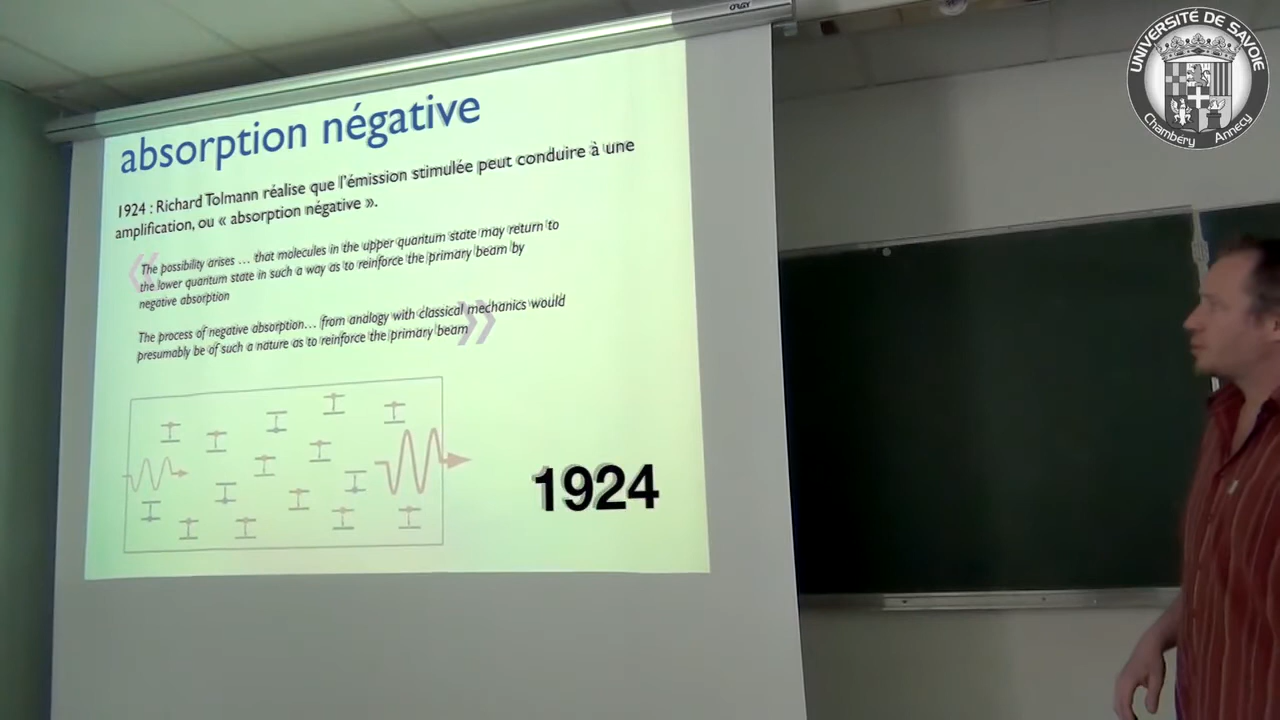 ORAY
UNIVERSITÉ DE SAVOIE
Chambéry Annecy
absorption négative
1924 : Richard Tolmann réalise que l'émission stimulée peut conduire à une
amplification, ou « absorption négative ».
« The possibility arises ... that molecules in the upper quantum state may return to
the lower quantum state in such a way as to reinforce the primary beam by
negative absorption
The process of negative absorption... from analogy with classical mechanics would
presumably be of such a nature as to reinforce the primary beam »
1924